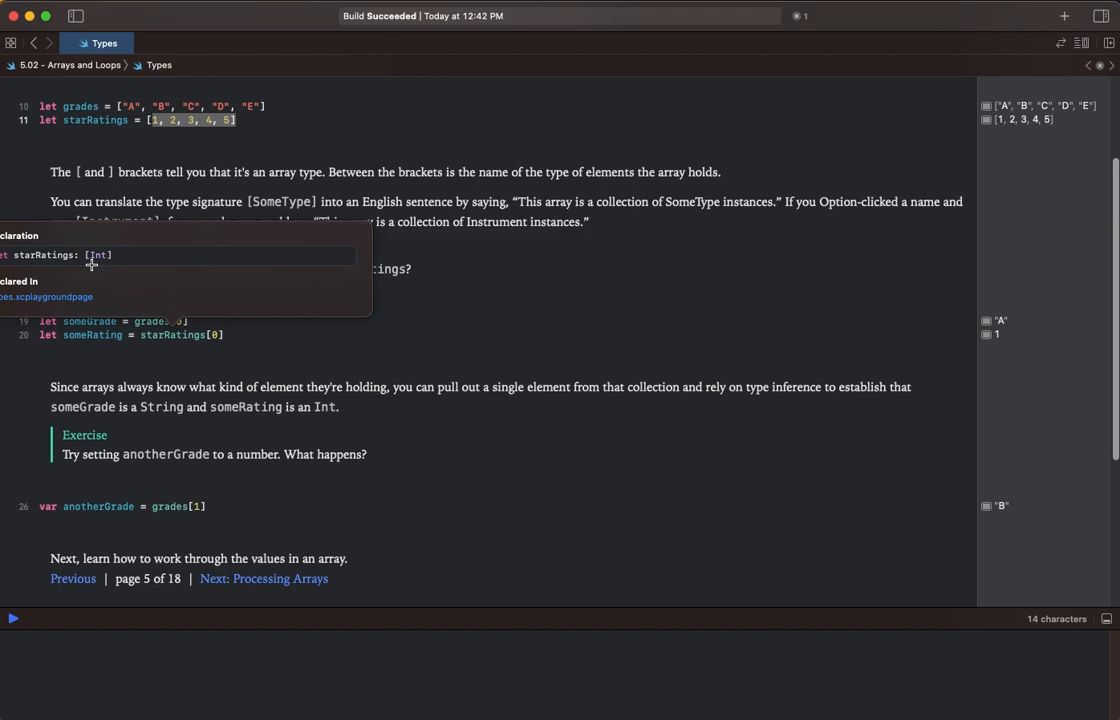 Build Succeeded | Today at 12:42 PM
1
Types
5.02 - Arrays and Loops
Types
10 let grades = ["A", "B", "C", "D", "E"]
["A", "B", "C", "D", "E"]
11 let starRatings = [1, 2, 3, 4, 5]
[1, 2, 3, 4, 5]
The [ and ] brackets tell you that it's an array type. Between the brackets is the name of the type of elements the array holds.
You can translate the type signature [SomeType] into an English sentence by saying, “This array is a collection of SomeType instances.” If you Option-clicked a name and
is a collection of Instrument instances.”
claration
et starRatings: [Int]
tings?
clared In
pes.xcplaygroundpage
19 let someGrade = grades[0]
"A"
20 let someRating = starRatings[0]
1
Since arrays always know what kind of element they're holding, you can pull out a single element from that collection and rely on type inference to establish that
someGrade is a String and someRating is an Int.
Exercise
Try setting anotherGrade to a number. What happens?
26 var anotherGrade = grades[1]
"B"
Next, learn how to work through the values in an array.
Previous | page 5 of 18 | Next: Processing Arrays
14 characters